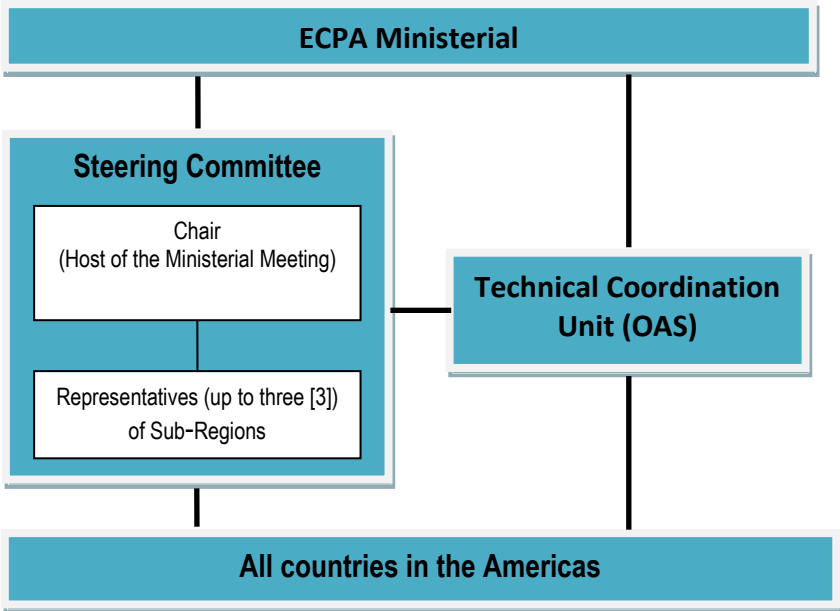 ECPA Ministerial
Steering Committee
Chair
(Host of the Ministerial Meeting)
Representatives (up to three [3])
of Sub-Regions
Technical Coordination
Unit (OAS)
All countries in the Americas